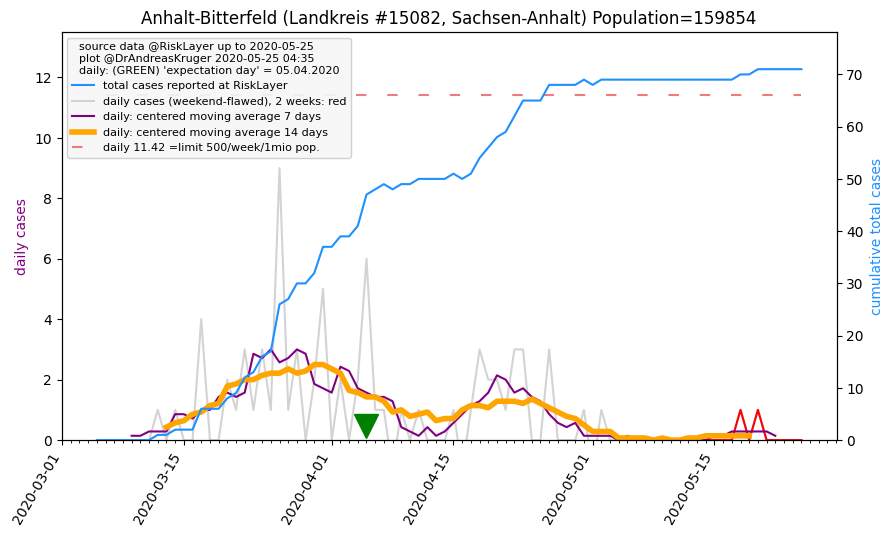 Anhalt-Bitterfeld (Landkreis #15082, Sachsen-Anhalt) Population=159854
source data @RiskLayer up to 2020-05-25
plot @DrAndreasKruger 2020-05-25 04:35
daily: (GREEN) 'expectation day' = 05.04.2020
total cases reported at RiskLayer
daily cases (weekend-flawed), 2 weeks: red
daily: centered moving average 7 days
daily: centered moving average 14 days
daily 11.42 =limit 500/week/1mio pop.
daily cases
12
10
8
6
4
2
0
cumulative total cases
70
60
50
40
30
20
10
0
2020-03-01
2020-03-15
2020-04-01
2020-04-15
2020-05-01
2020-05-15